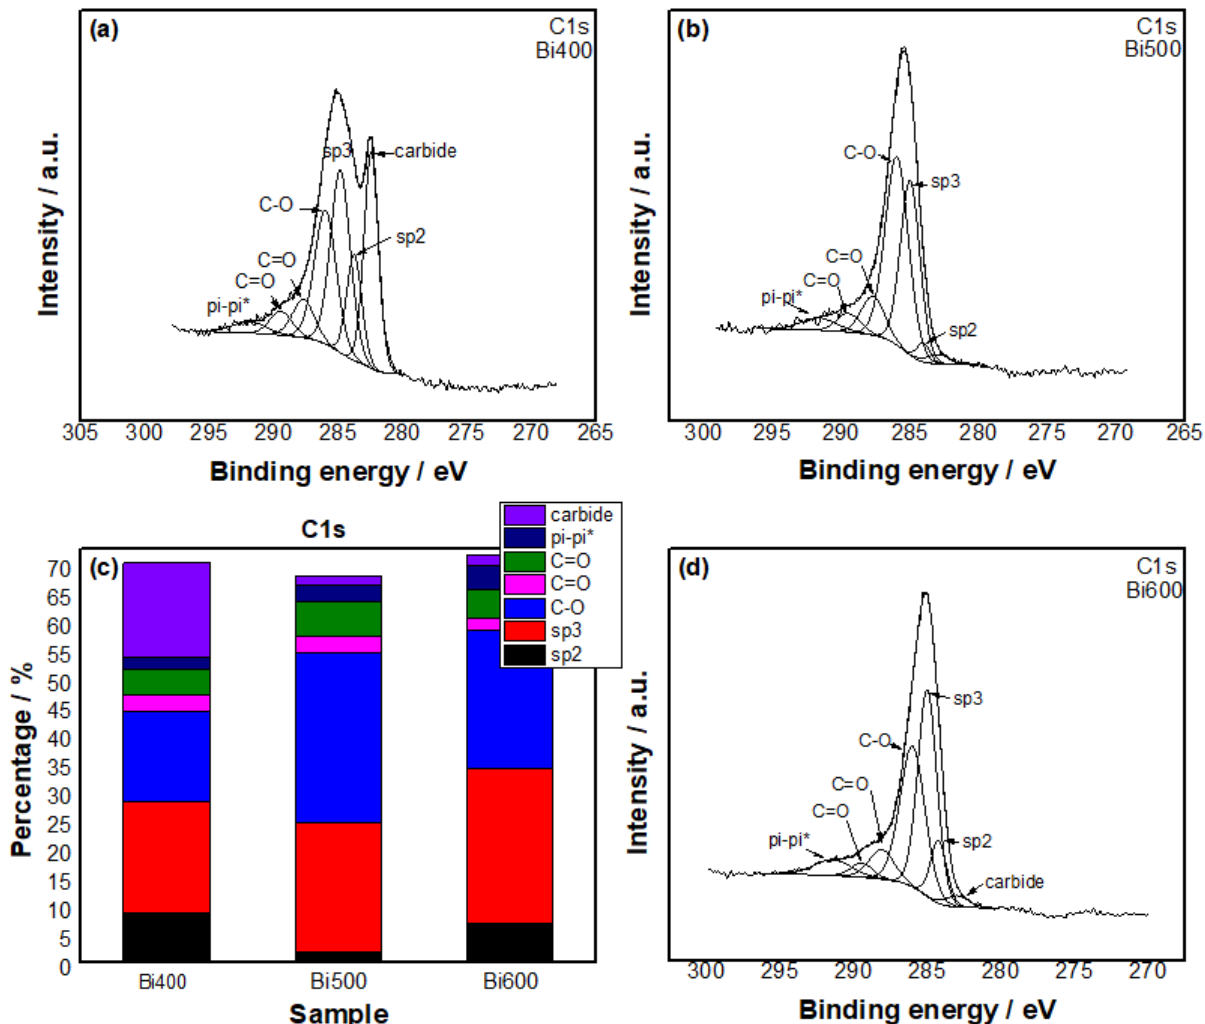 (a)
C1s
Bi400
sp3
carbide
C-O
sp2
C=O
C=O
pi-pi*
Intensity / a.u.
305 300 295 290 285 280 275 270 265
Binding energy / eV
(b)
C1s
Bi500
C-O
sp3
C=O
C=O
pi-pi*
sp2
Intensity / a.u.
300 295 290 285 280 275 270 265
Binding energy / eV
C1s
(c)
carbide
pi-pi*
C=O
C=O
C-O
sp3
sp2
70
65
60
55
50
45
40
35
30
25
20
15
10
5
0
Percentage / %
Bi400 Bi500 Bi600
Sample
(d)
C1s
Bi600
sp3
C-O
C=O
C=O
pi-pi*
sp2
carbide
Intensity / a.u.
300 295 290 285 280 275 270
Binding energy / eV